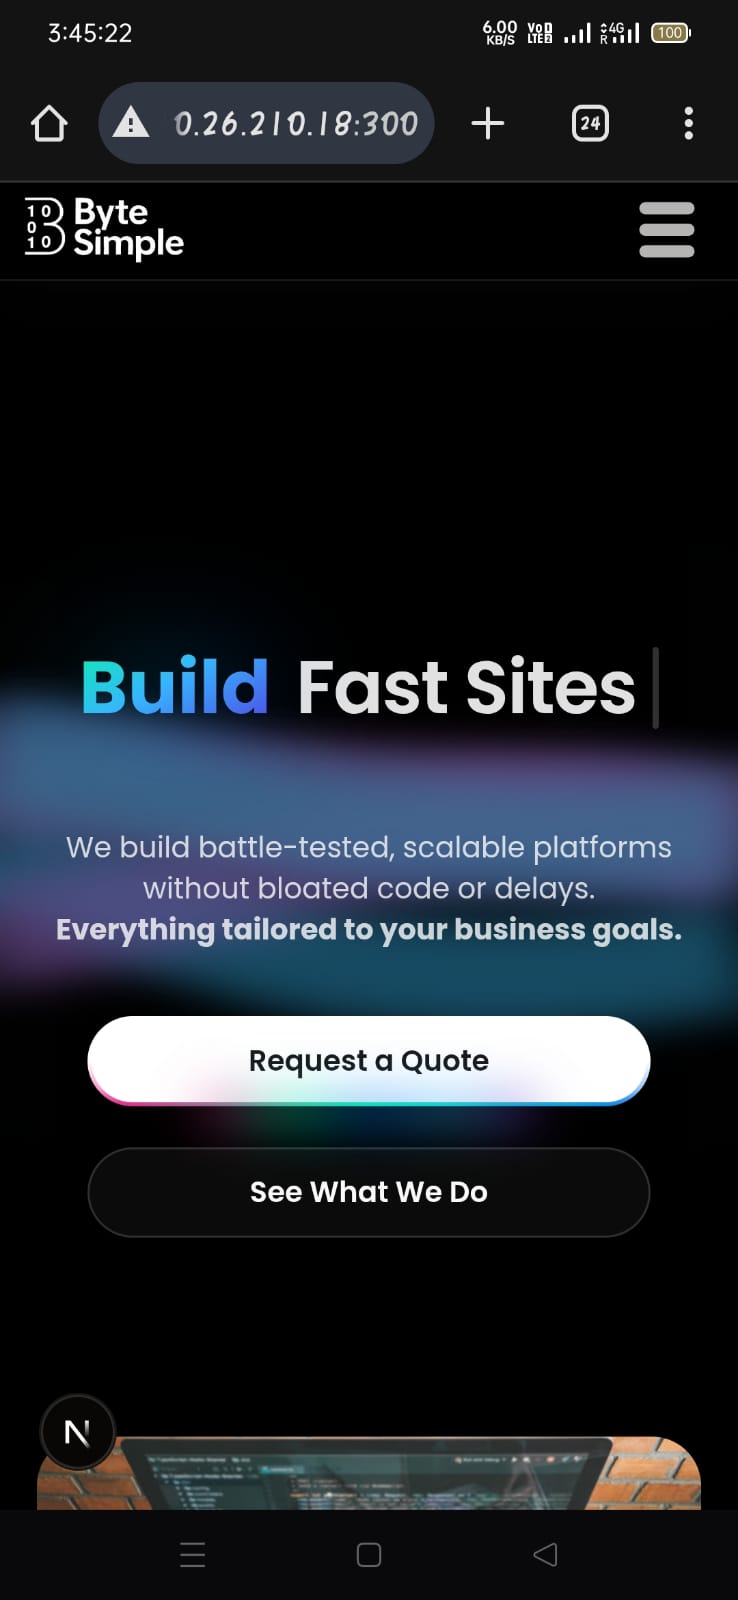 3:45:22
6.00 KB/S
Vo LTE 2
4G
R
100
0.26.210.18:300
24
10
0
10
Byte
Simple
Build Fast Sites
We build battle-tested, scalable platforms
without bloated code or delays.
Everything tailored to your business goals.
Request a Quote
See What We Do
N